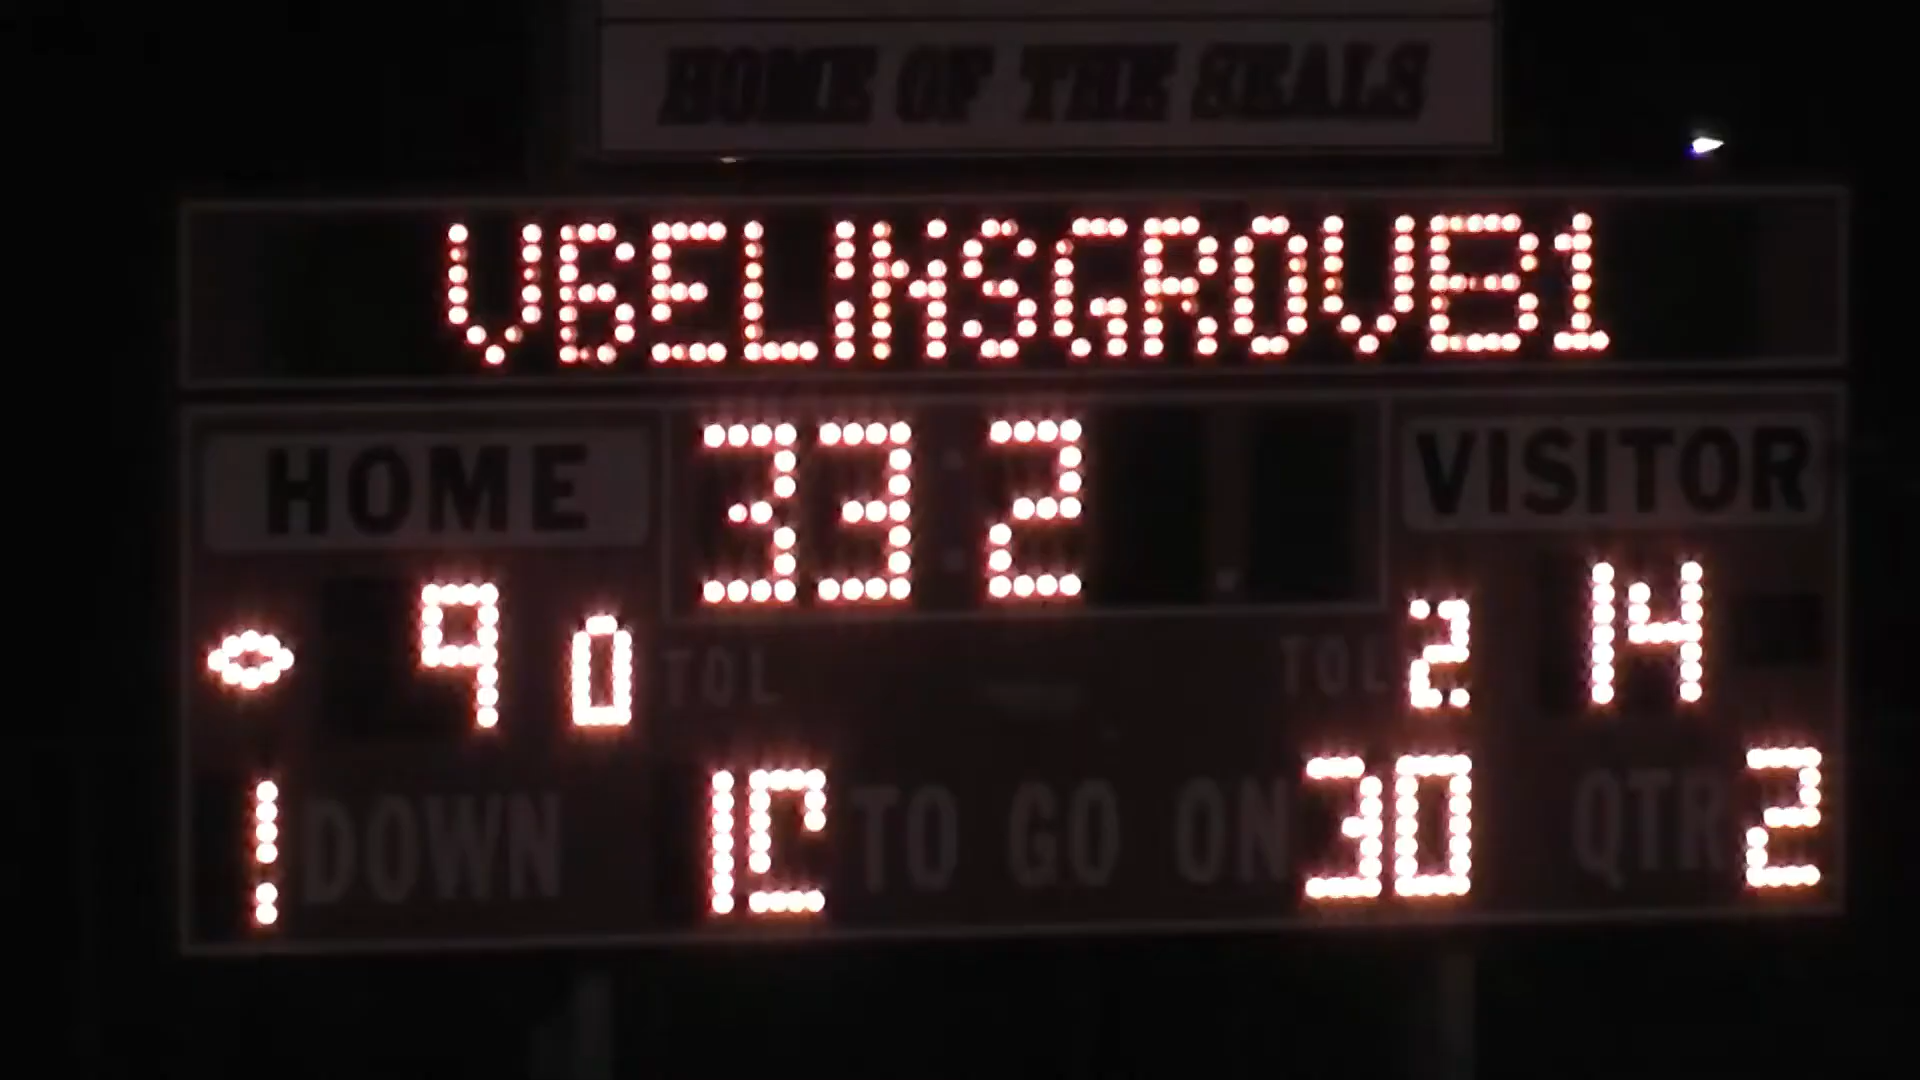 HOME OF THE SEALS
VBELINSGROVB1
HOME 33:2 VISITOR
9 0 TOL TOL 2 14
1 DOWN 10 TO GO ON 30 QTR 2